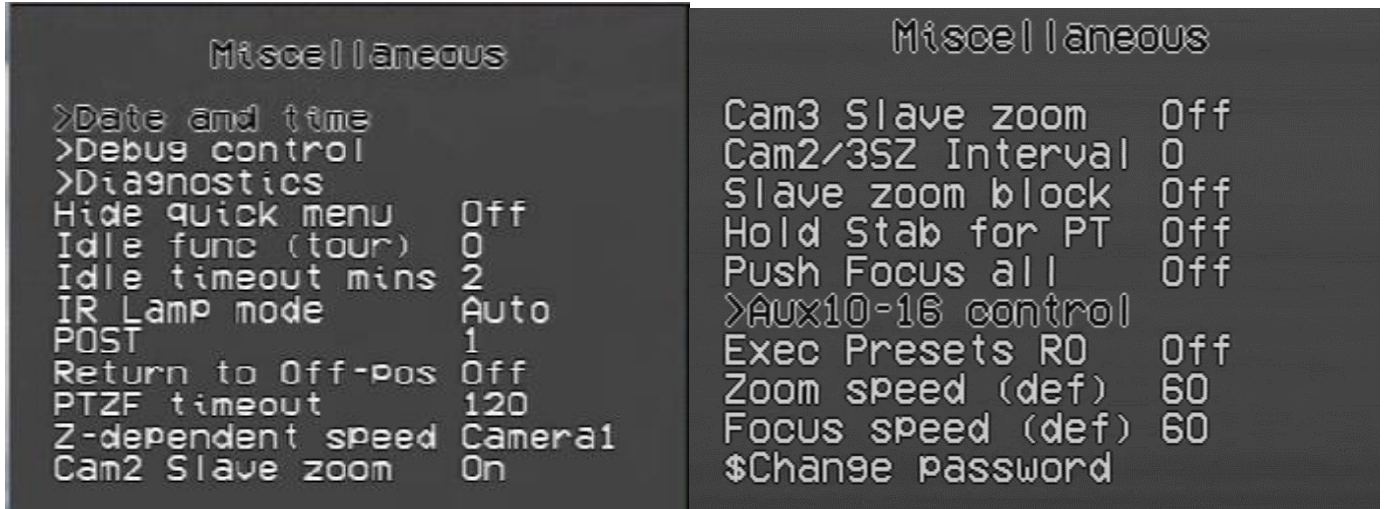 Miscellaneous
>Date and time
>Debug control
>Diagnostics
Hide quick menu Off
Idle func (tour) 0
Idle timeout mins 2
IR Lamp mode Auto
POST 1
Return to Off-pos Off
PTZF timeout 120
Z-dependent speed Camera1
Cam2 Slave zoom On
Miscellaneous
Cam3 Slave zoom Off
Cam2/3SZ Interval 0
Slave zoom block Off
Hold Stab for PT Off
Push Focus all Off
>Aux10-16 control
Exec Presets RO Off
Zoom speed (def) 60
Focus speed (def) 60
$Change password